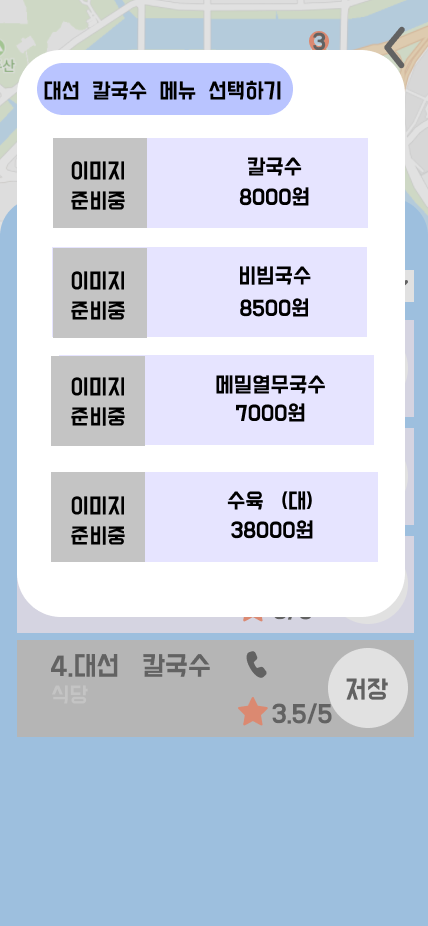 3
산
대선 칼국수 메뉴 선택하기
이미지
준비중
칼국수
8000원
이미지
준비중
비빔국수
8500원
이미지
준비중
메밀열무국수
7000원
이미지
준비중
수육 (대)
38000원
4.대선 칼국수
식당
3.5/5
저장